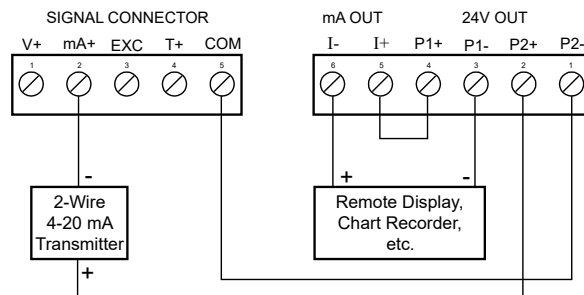 SIGNAL CONNECTOR
mA OUT 24V OUT
V+ mA+ EXC T+ COM
I- I+ P1+ P1- P2+ P2-
1 2 3 4 5
6 5 4 3 2 1
-
2-Wire
4-20 mA
Transmitter
+
+ -
Remote Display,
Chart Recorder,
etc.